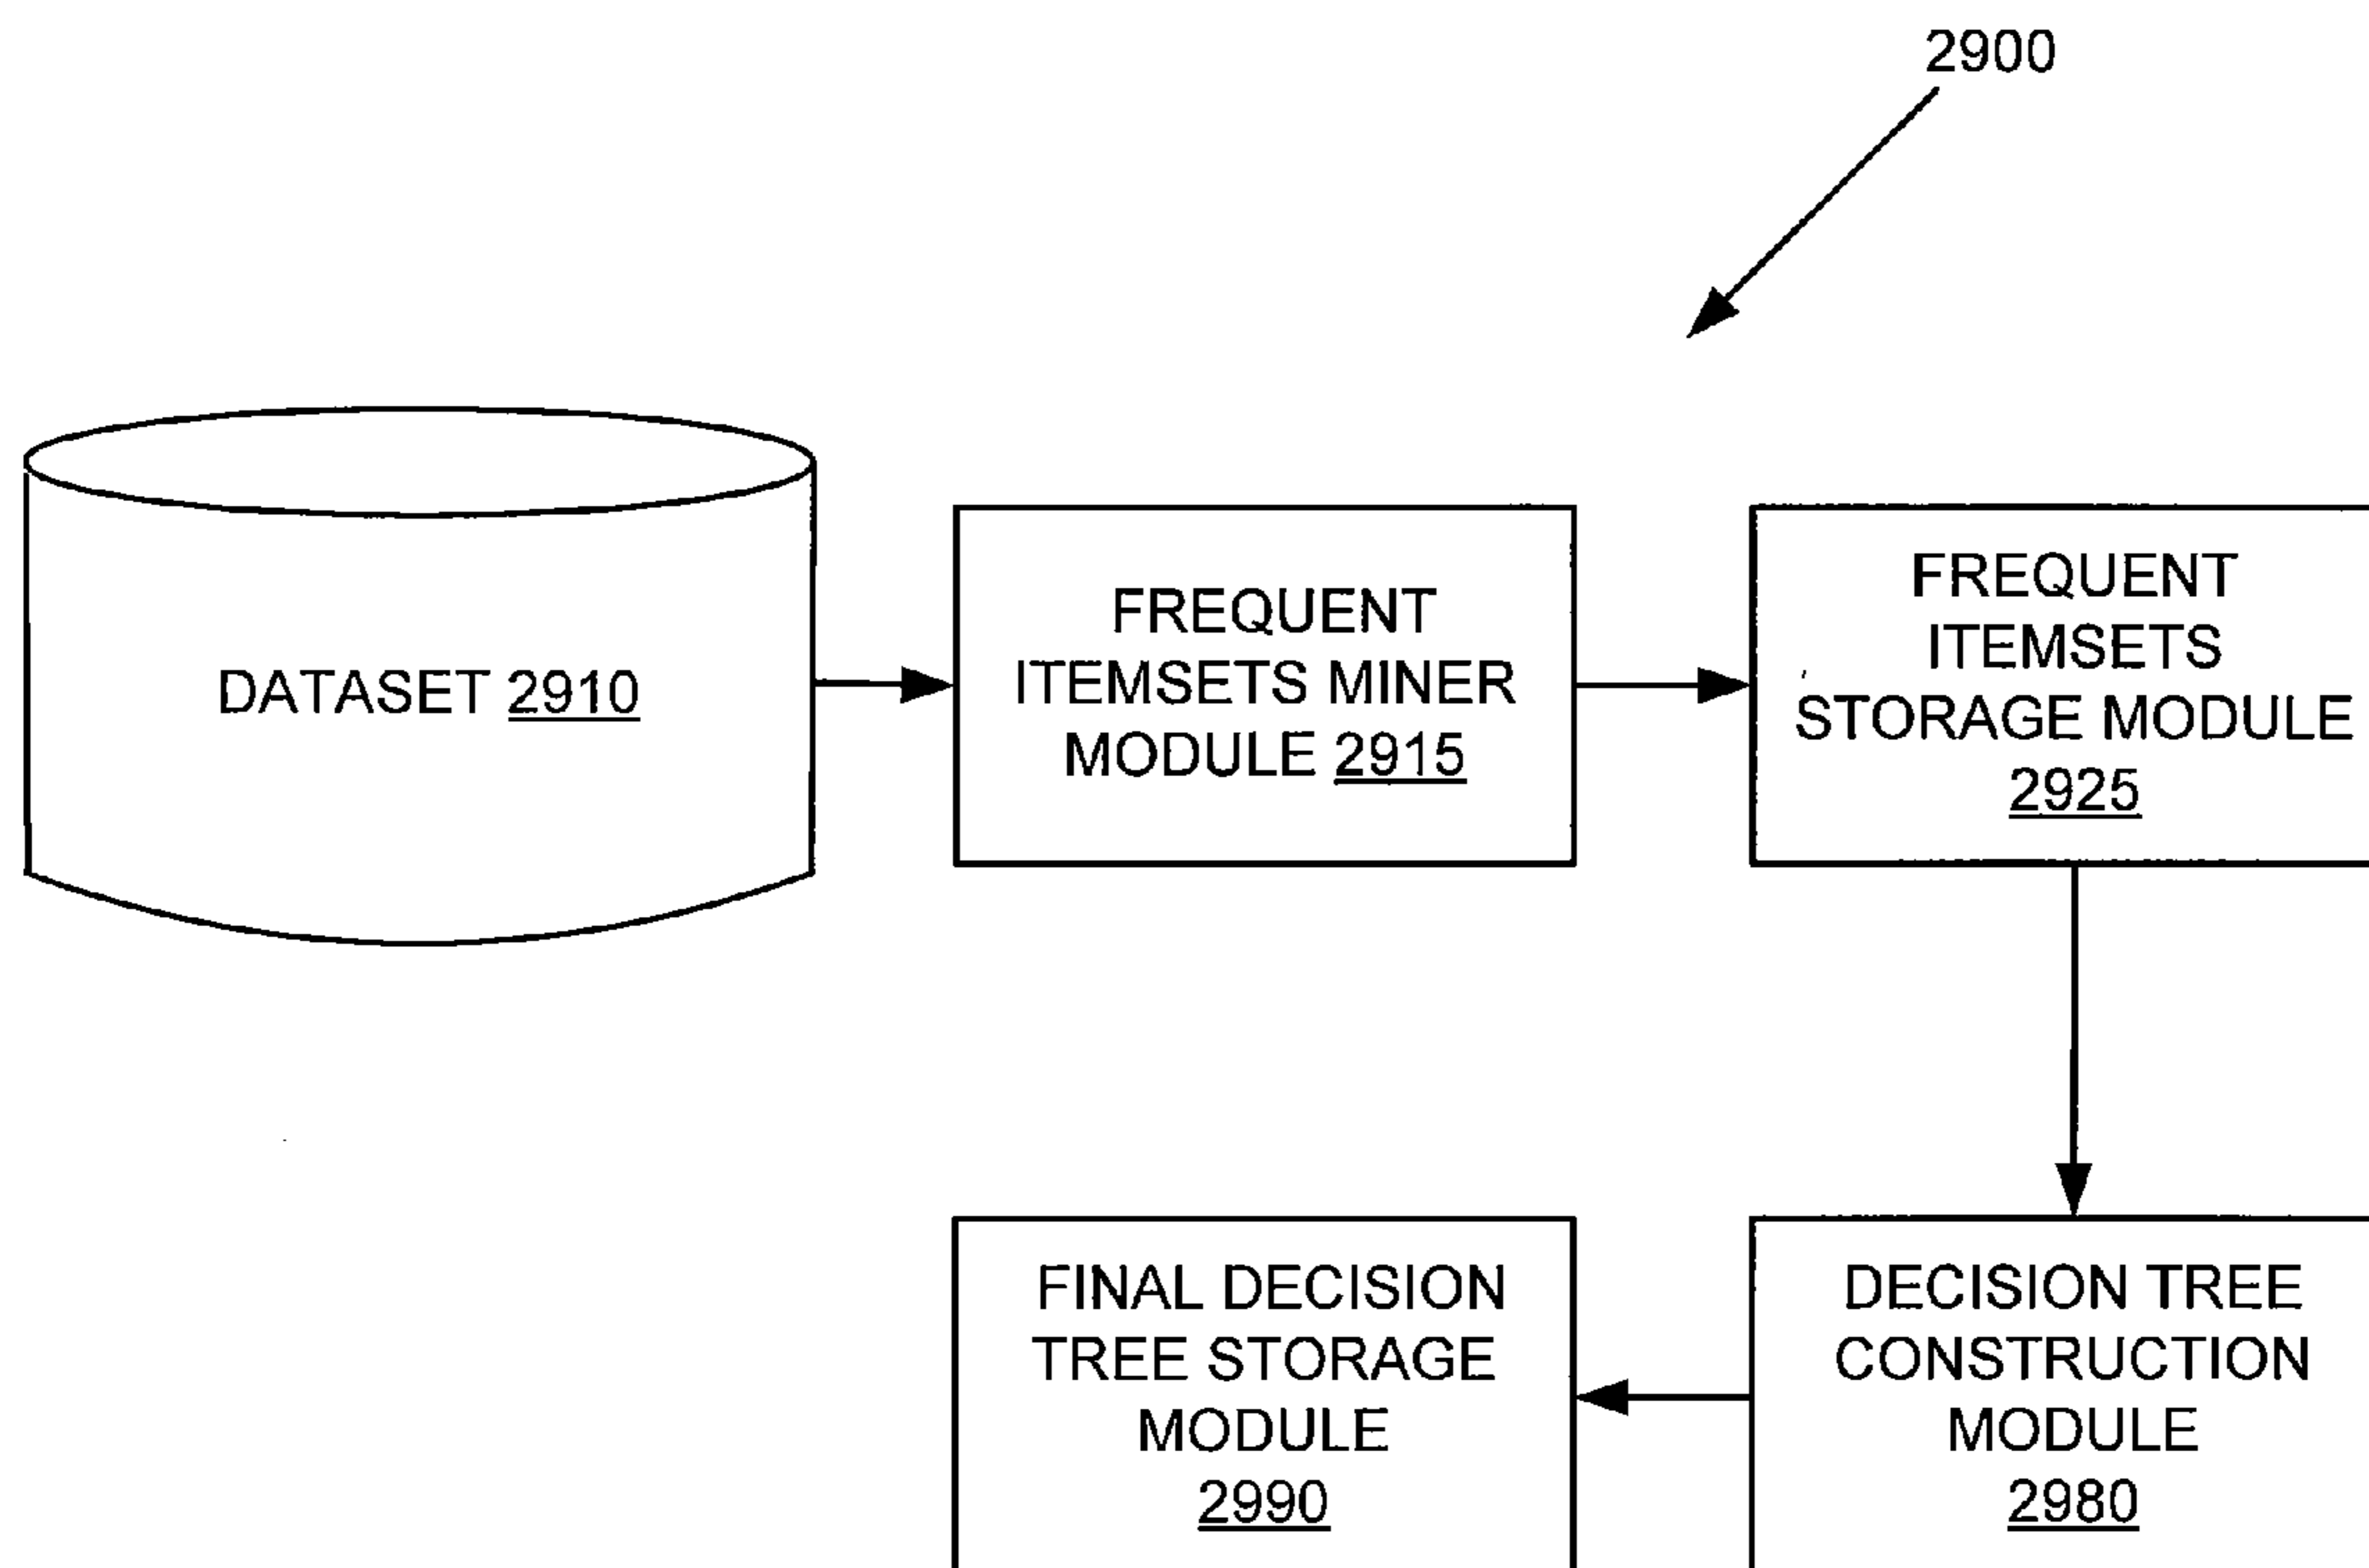 2900
DATASET 2910
FREQUENT
ITEMSETS MINER
MODULE 2915
FREQUENT
ITEMSETS
STORAGE MODULE
2925
FINAL DECISION
TREE STORAGE
MODULE
2990
DECISION TREE
CONSTRUCTION
MODULE
2980